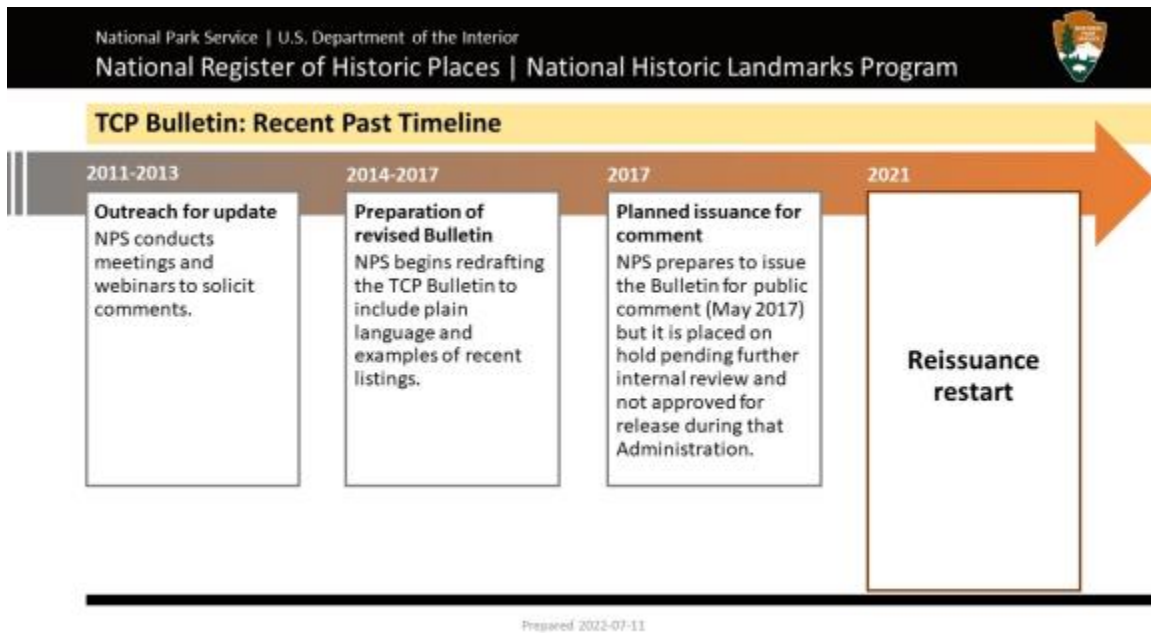 National Park Service | U.S. Department of the Interior
National Register of Historic Places | National Historic Landmarks Program
TCP Bulletin: Recent Past Timeline
2011-2013
Outreach for update
NPS conducts
meetings and
webinars to solicit
comments.
2014-2017
Preparation of
revised Bulletin
NPS begins redrafting
the TCP Bulletin to
include plain
language and
examples of recent
listings.
2017
Planned issuance for
comment
NPS prepares to issue
the Bulletin for public
comment (May 2017)
but it is placed on
hold pending further
internal review and
not approved for
release during that
Administration.
2021
Reissuance
restart
Prepared 2022-07-11